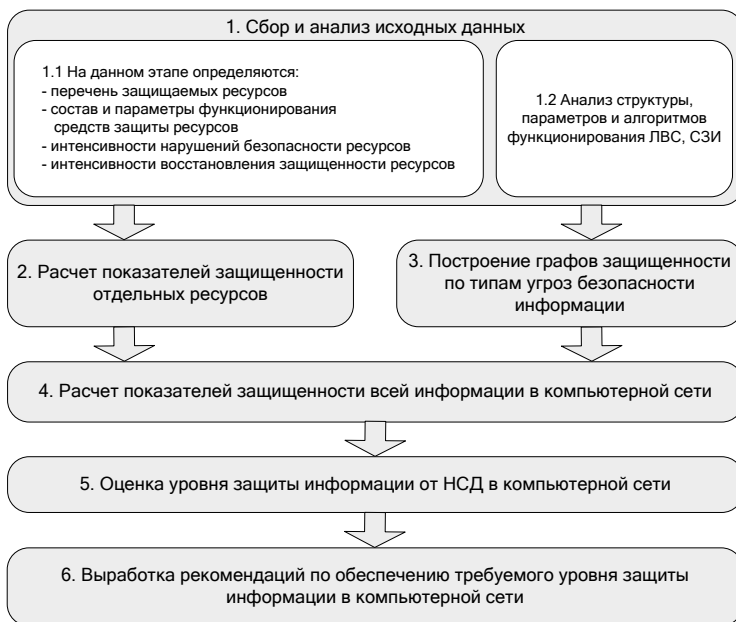 1. Сбор и анализ исходных данных
1.1 На данном этапе определяются:
- перечень защищаемых ресурсов
- состав и параметры функционирования
средств защиты ресурсов
- интенсивности нарушений безопасности ресурсов
- интенсивности восстановления защищенности ресурсов
1.2 Анализ структуры,
параметров и алгоритмов
функционирования ЛВС, СЗИ
2. Расчет показателей защищенности
отдельных ресурсов
3. Построение графов защищенности
по типам угроз безопасности
информации
4. Расчет показателей защищенности всей информации в компьютерной сети
5. Оценка уровня защиты информации от НСД в компьютерной сети
6. Выработка рекомендаций по обеспечению требуемого уровня защиты
информации в компьютерной сети